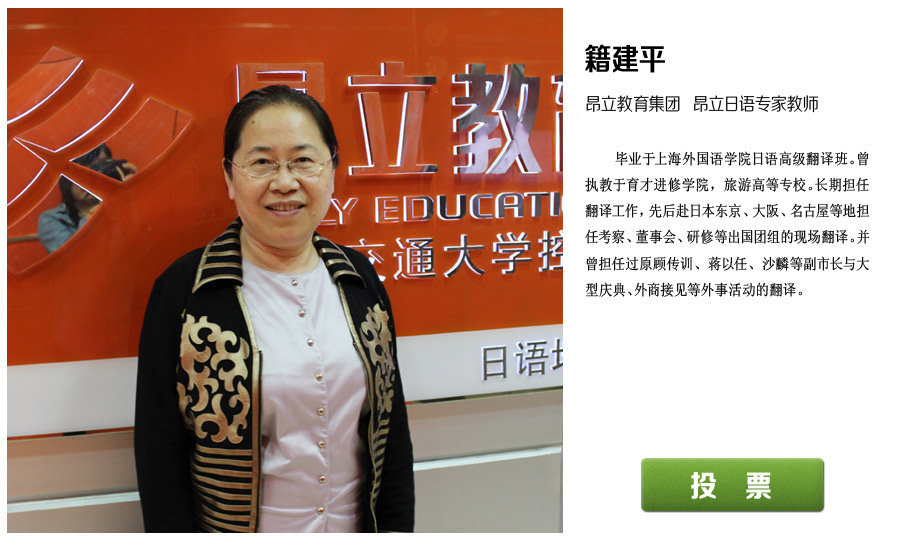 昂立教育
LY EDUCATI
交通大学控
日语培
籍建平
昂立教育集团 昂立日语专家教师
毕业于上海外国语学院日语高级翻译班。曾
执教于育才进修学院，旅游高等专校。长期担任
翻译工作，先后赴日本东京、大阪、名古屋等地担
任考察、董事会、研修等出国团组的现场翻译。并
曾担任过原顾传训、蒋以任、沙麟等副市长与大
型庆典、外商接见等外事活动的翻译。
投 票